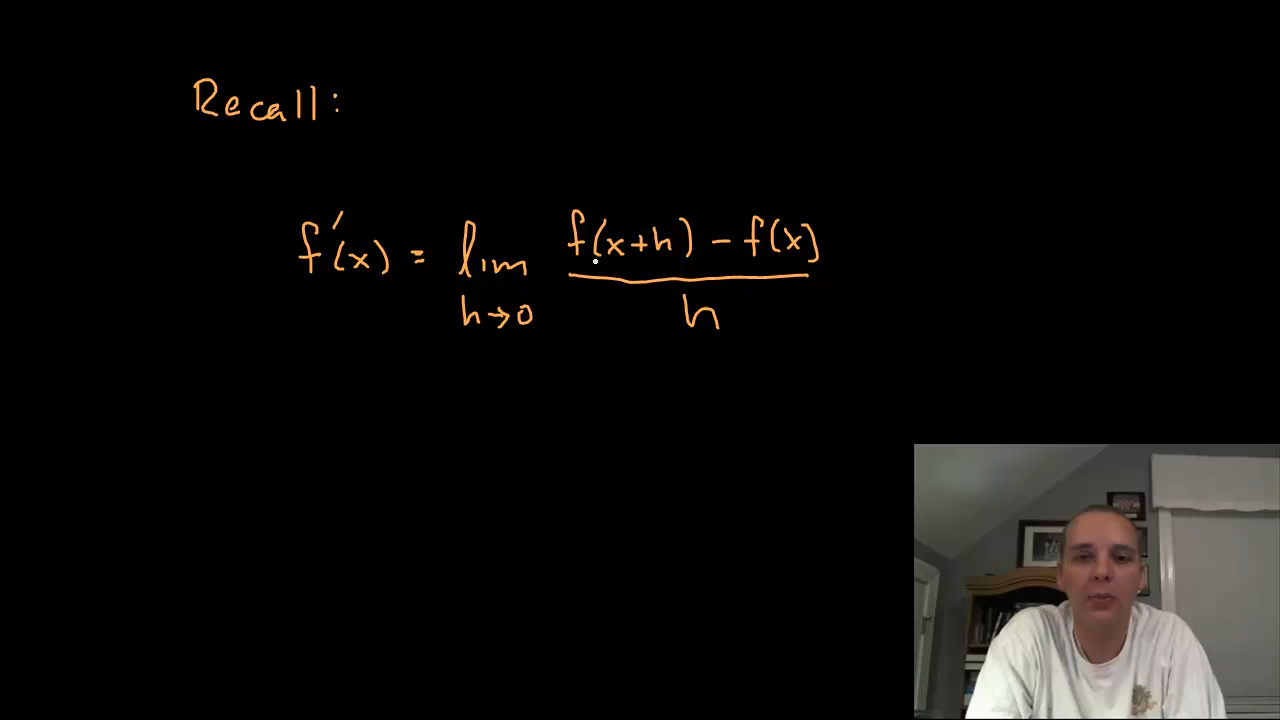 Recall:
f'(x) = lim f(x+h) - f(x)
h→0 h